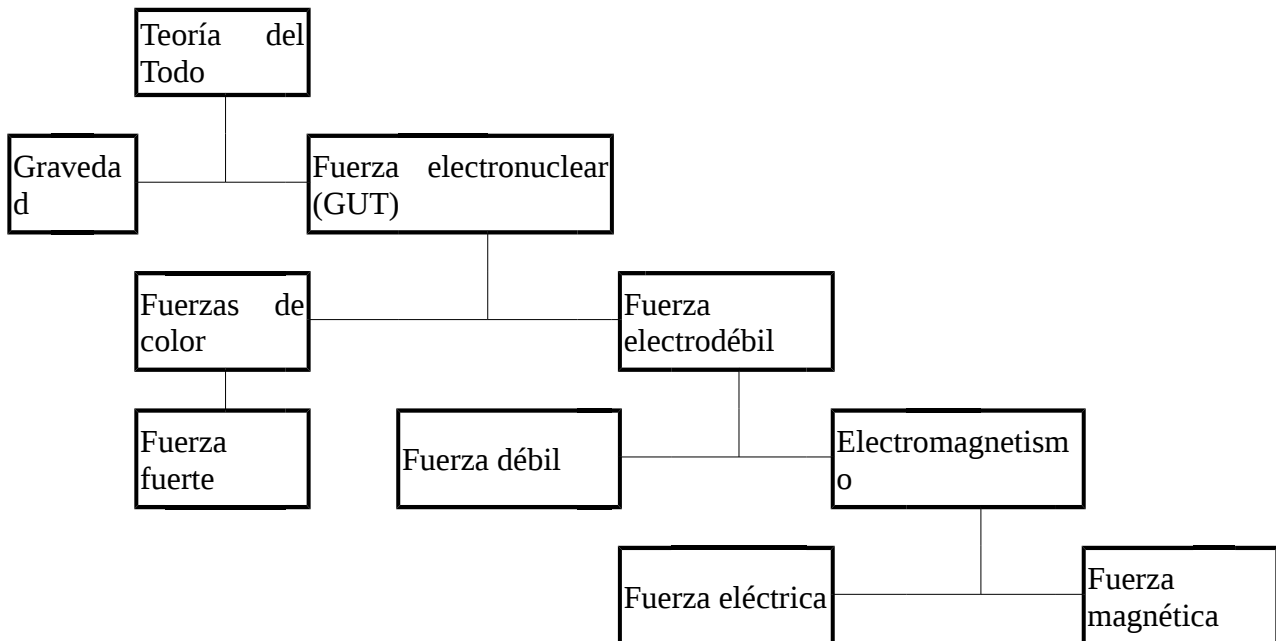 Teoría del
Todo
Graveda
d
Fuerza electronuclear
(GUT)
Fuerzas de
color
Fuerza
electrodébil
Fuerza
fuerte
Fuerza débil
Electromagnetism
o
Fuerza eléctrica
Fuerza
magnética